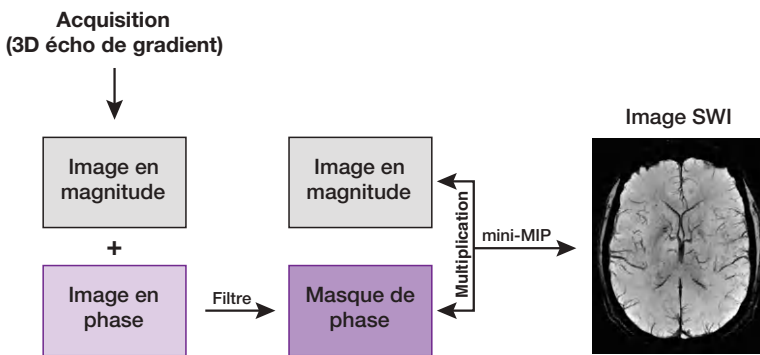 Acquisition
(3D écho de gradient)
Image SWI
Image en
magnitude
Image en
magnitude
+
Multiplication
mini-MIP
Image en
phase
Filtre
Masque de
phase